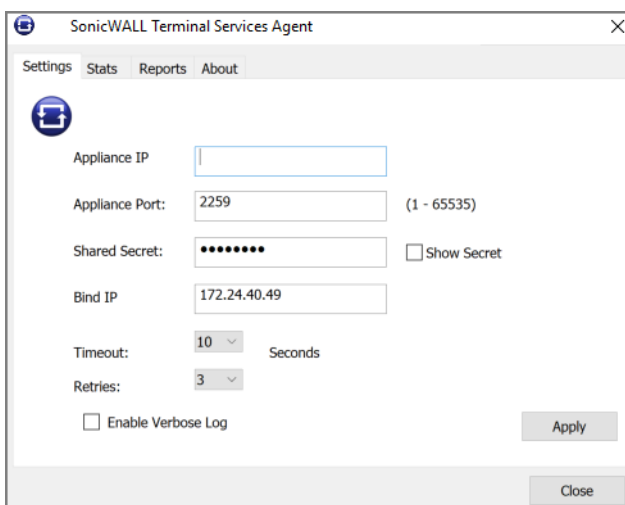 SonicWALL Terminal Services Agent
Settings Stats Reports About
Appliance IP
Appliance Port: 2259 (1 - 65535)
Shared Secret: •••••••• Show Secret
Bind IP 172.24.40.49
Timeout: 10 Seconds
Retries: 3
Enable Verbose Log Apply
Close